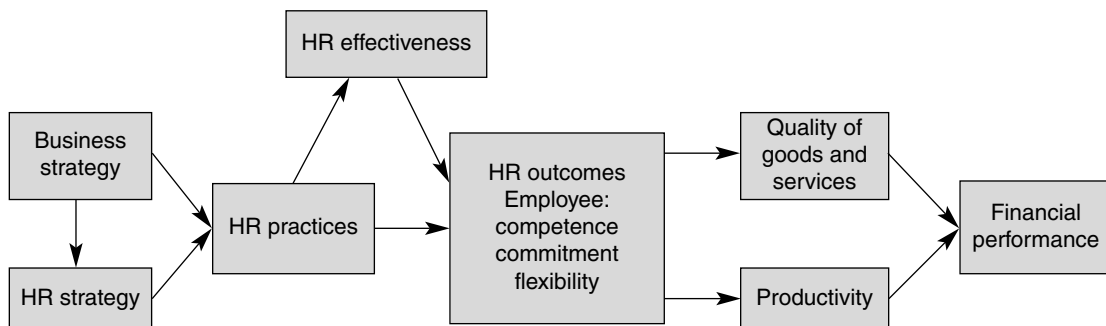 HR effectiveness
Business
strategy
HR strategy
HR practices
HR outcomes
Employee:
competence
commitment
flexibility
Quality of
goods and
services
Productivity
Financial
performance